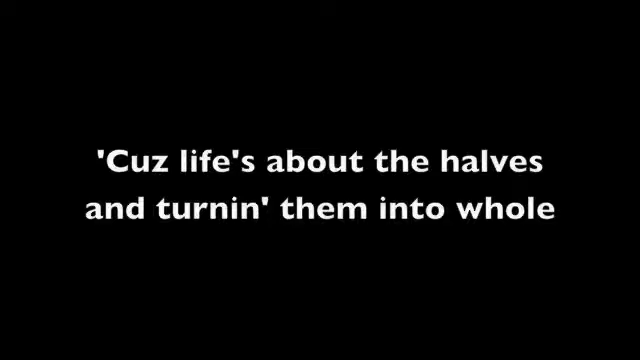 'Cuz life's about the halves
and turnin' them into whole